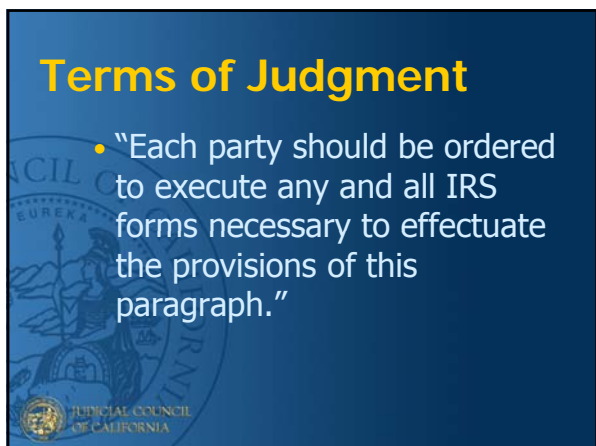 Terms of Judgment
• “Each party should be ordered
to execute any and all IRS
forms necessary to effectuate
the provisions of this
paragraph.”
JUDICIAL COUNCIL
OF CALIFORNIA